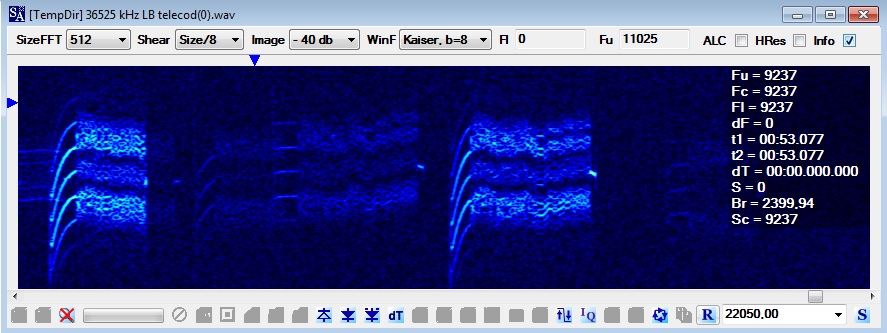 SA [TempDir] 36525 kHz LB telecod(0).wav
SizeFFT 512 Shear Size/8 Image - 40 db WinF Kaiser, b=8 Fl 0 Fu 11025 ALC HRes Info
Fu = 9237
Fc = 9237
Fl = 9237
dF = 0
t1 = 00:53.077
t2 = 00:53.077
dT = 00:00.000.000
S = 0
Br = 2399,94
Sc = 9237
dT IQ R 22050,00 S